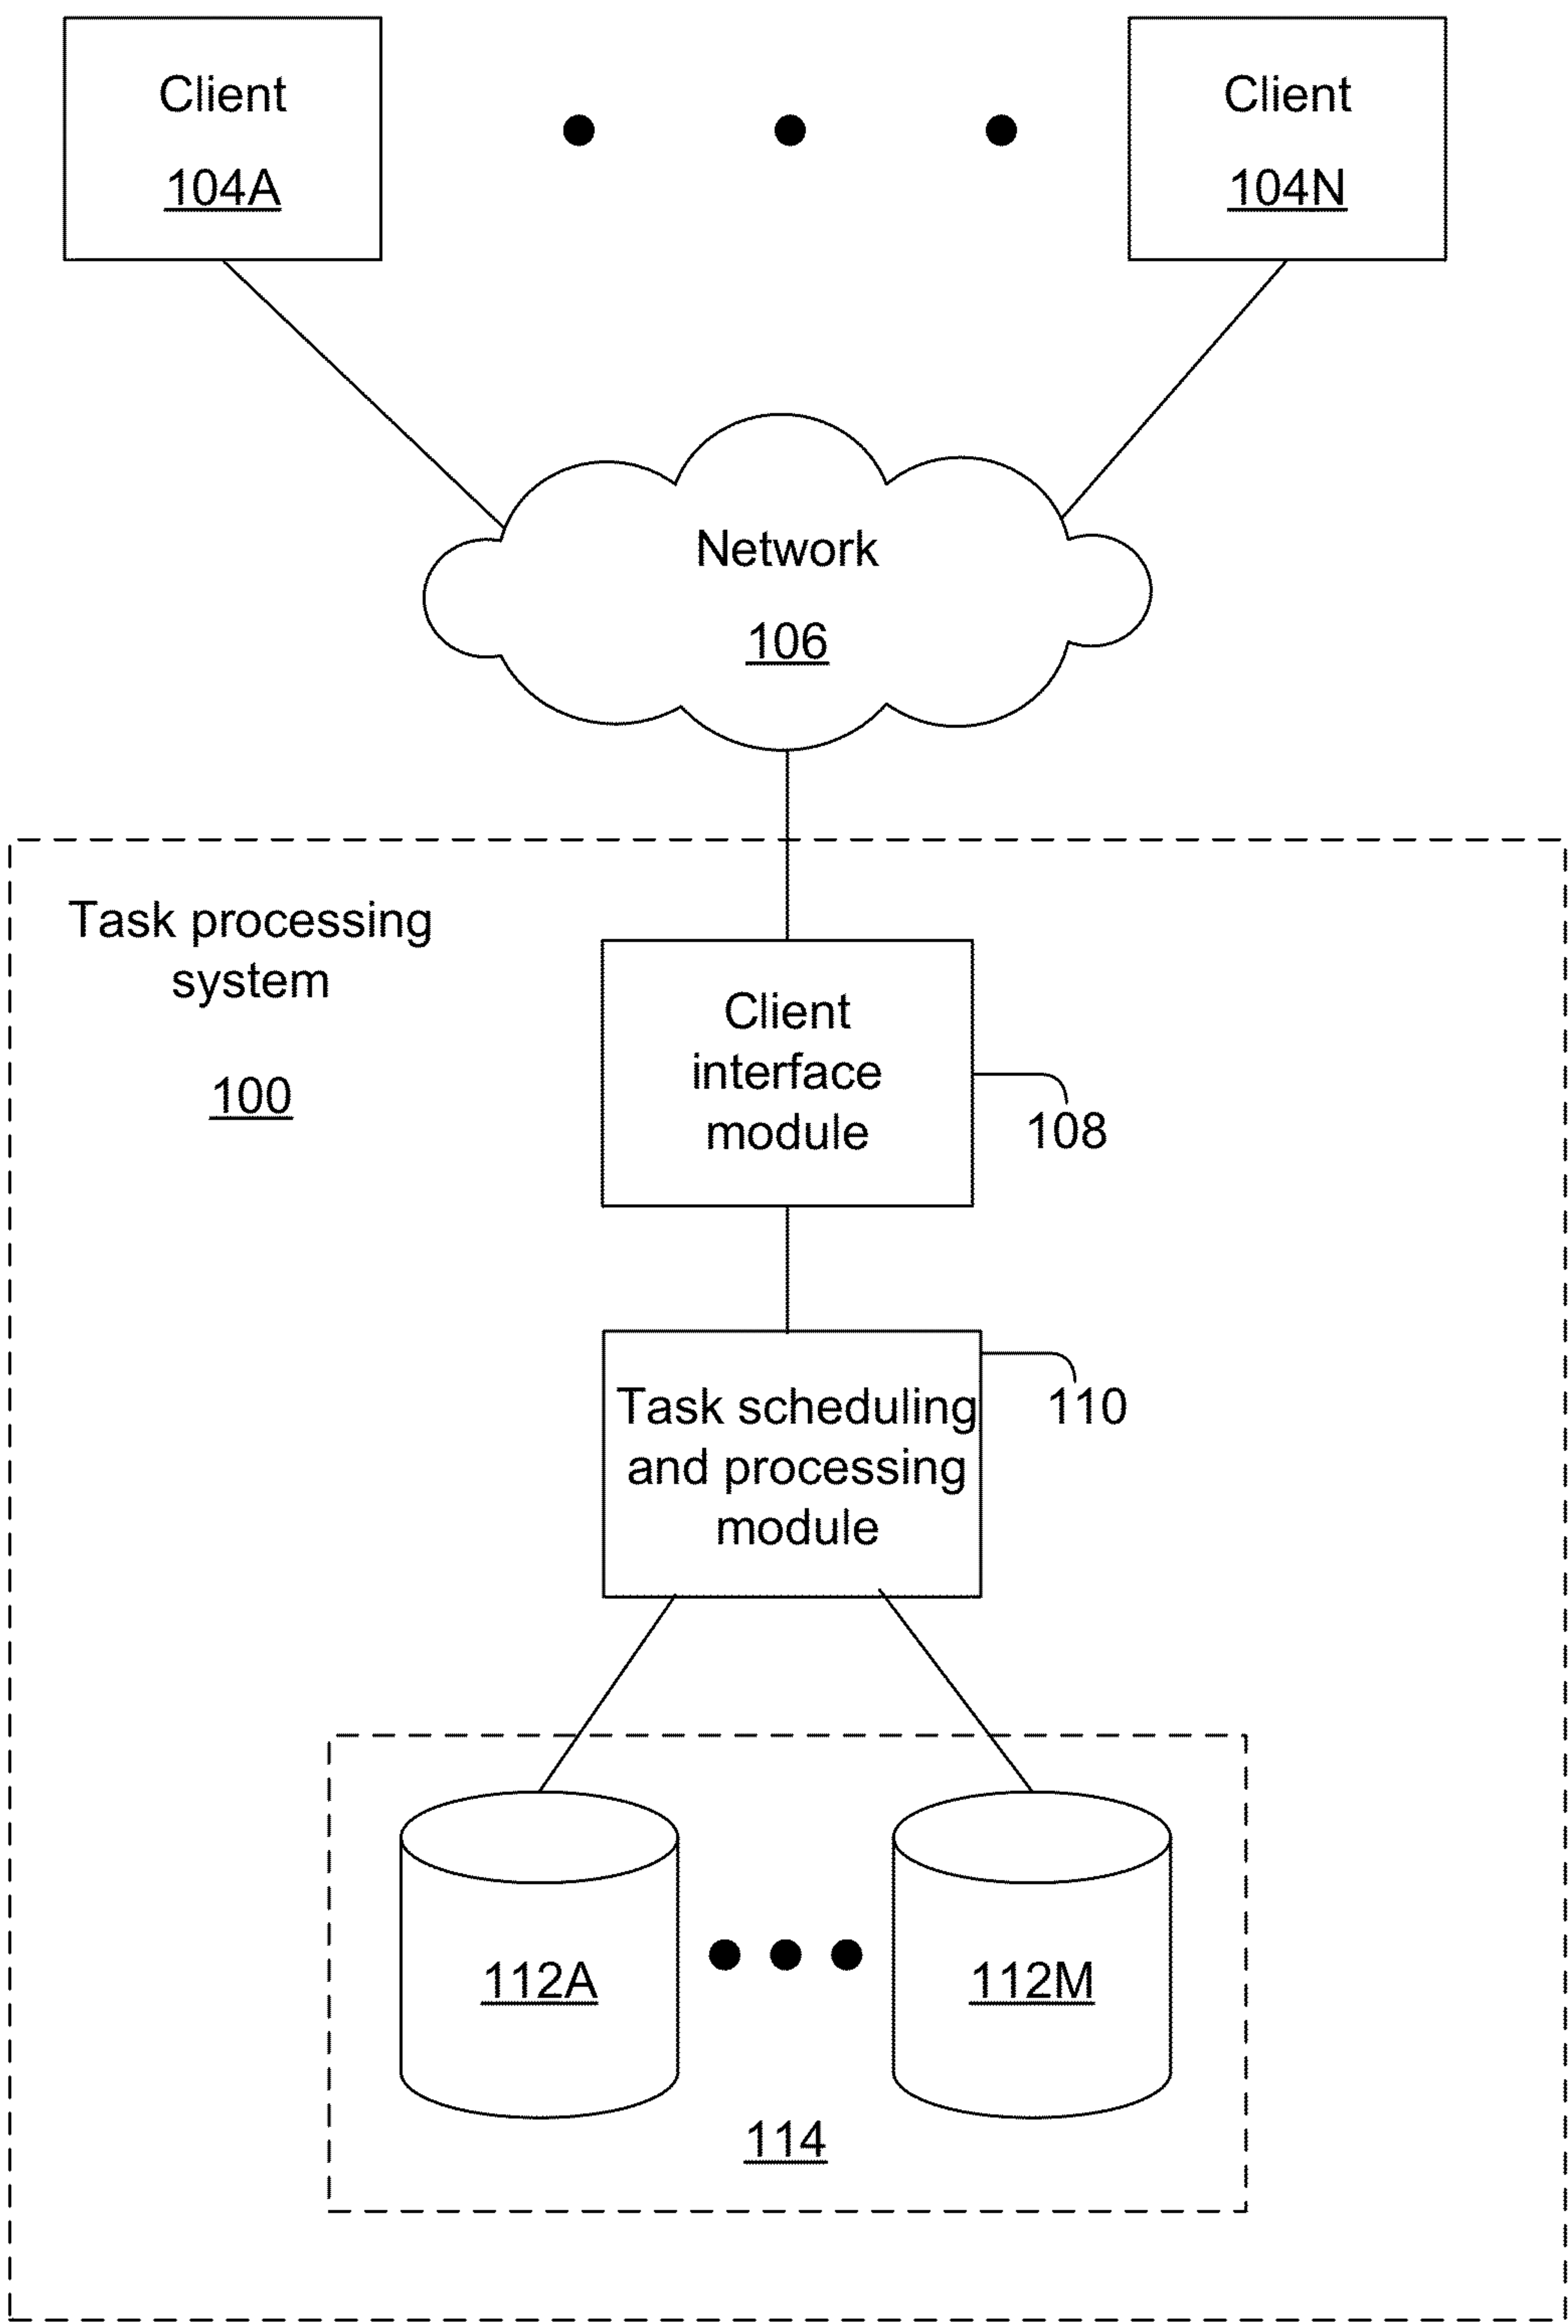 Client
104A
Client
104N
Network
106
Task processing
system
100
Client
interface
module
108
Task scheduling
and processing
module
110
112A
112M
114